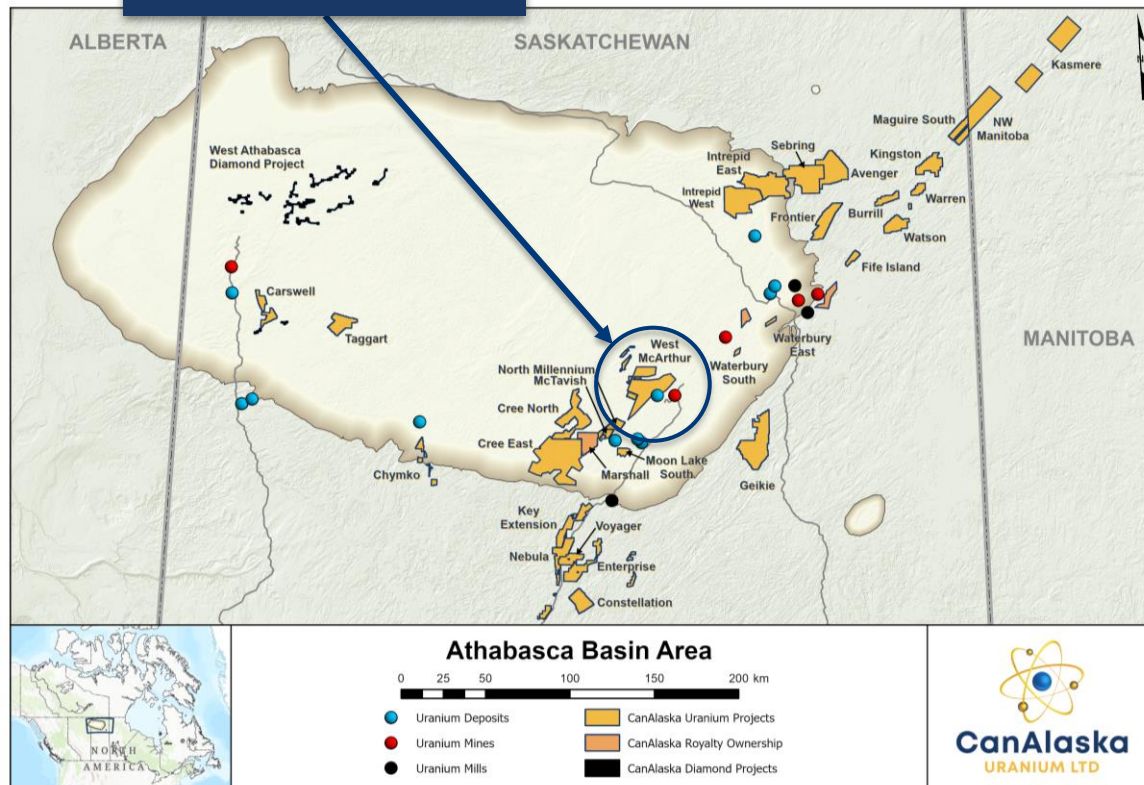 ALBERTA
SASKATCHEWAN
Kasmere
Maguire South
NW
Manitoba
Sebring
Kingston
Intrepid
East
Avenger
West Athabasca
Diamond Project
Intrepid
West
Warren
Frontier
Burrill
Watson
Fife Island
Carswell
Taggart
MANITOBA
Waterbury
East
West
McArthur
Waterbury
South
North Millennium
McTavish
Cree North
Cree East
Moon Lake
South
Marshall
Chymko
Geikie
Key
Extension
Voyager
Nebula
Enterprise
Constellation
Athabasca Basin Area
0 25 50 100 150 200 km
Uranium Deposits
Uranium Mines
Uranium Mills
CanAlaska Uranium Projects
CanAlaska Royalty Ownership
CanAlaska Diamond Projects
NORTH
AMERICA
CanAlaska
URANIUM LTD